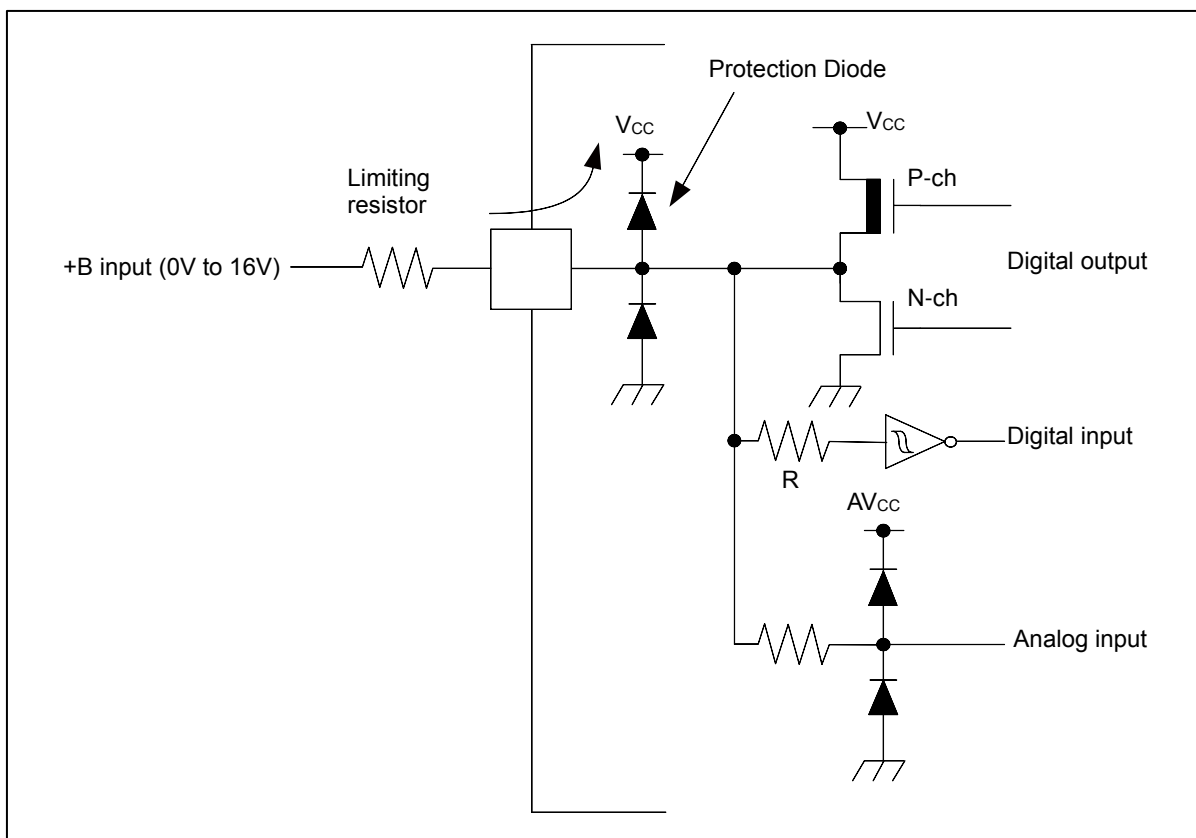 Protection Diode
VCC
VCC
Limiting
resistor
P-ch
+B input (0V to 16V)
Digital output
N-ch
Digital input
R
AVCC
Analog input